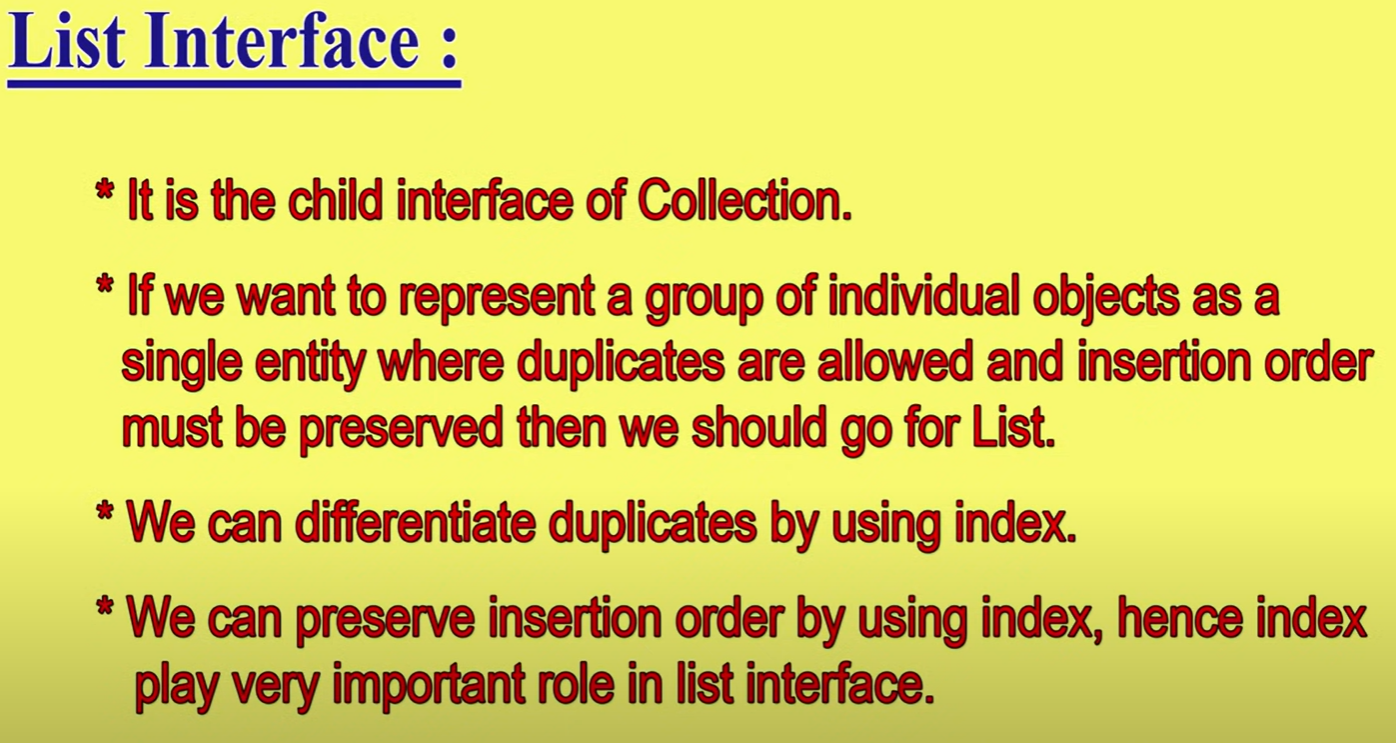 List Interface :
* It is the child interface of Collection.
* If we want to represent a group of individual objects as a
single entity where duplicates are allowed and insertion order
must be preserved then we should go for List.
* We can differentiate duplicates by using index.
* We can preserve insertion order by using index, hence index
play very important role in list interface.